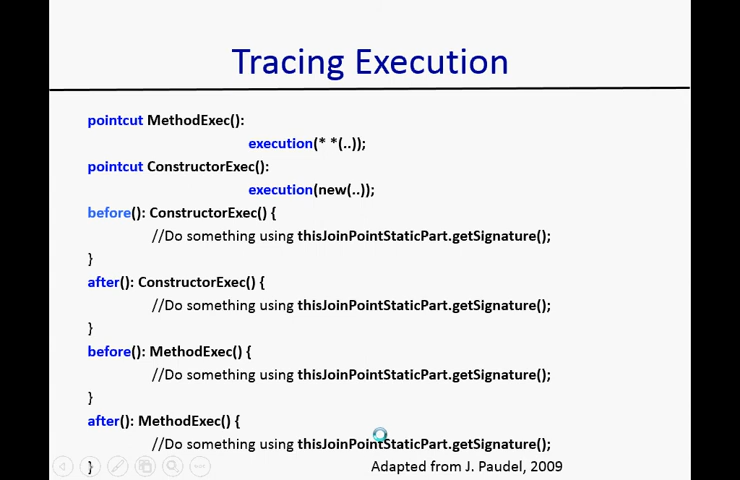 Tracing Execution
pointcut MethodExec():
execution(* *(..));
pointcut ConstructorExec():
execution(new(..));
before(): ConstructorExec() {
//Do something using thisJoinPointStaticPart.getSignature();
}
after(): ConstructorExec() {
//Do something using thisJoinPointStaticPart.getSignature();
}
before(): MethodExec() {
//Do something using thisJoinPointStaticPart.getSignature();
}
after(): MethodExec() {
//Do something using thisJoinPointStaticPart.getSignature();
}
Adapted from J. Paudel, 2009